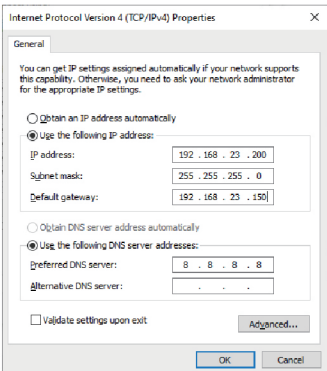 Internet Protocol Version 4 (TCP/IPv4) Properties
General
You can get IP settings assigned automatically if your network supports
this capability. Otherwise, you need to ask your network administrator
for the appropriate IP settings.
Obtain an IP address automatically
Use the following IP address:
IP address: 192 . 168 . 23 . 200
Subnet mask: 255 . 255 . 255 . 0
Default gateway: 192 . 168 . 23 . 150
Obtain DNS server address automatically
Use the following DNS server addresses:
Preferred DNS server: 8 . 8 . 8 . 8
Alternative DNS server: . . .
Validate settings upon exit
Advanced...
OK Cancel